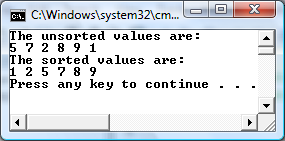 C:\Windows\system32\cm...
The unsorted values are:
5 7 2 8 9 1
The sorted values are:
1 2 5 7 8 9
Press any key to continue . . .